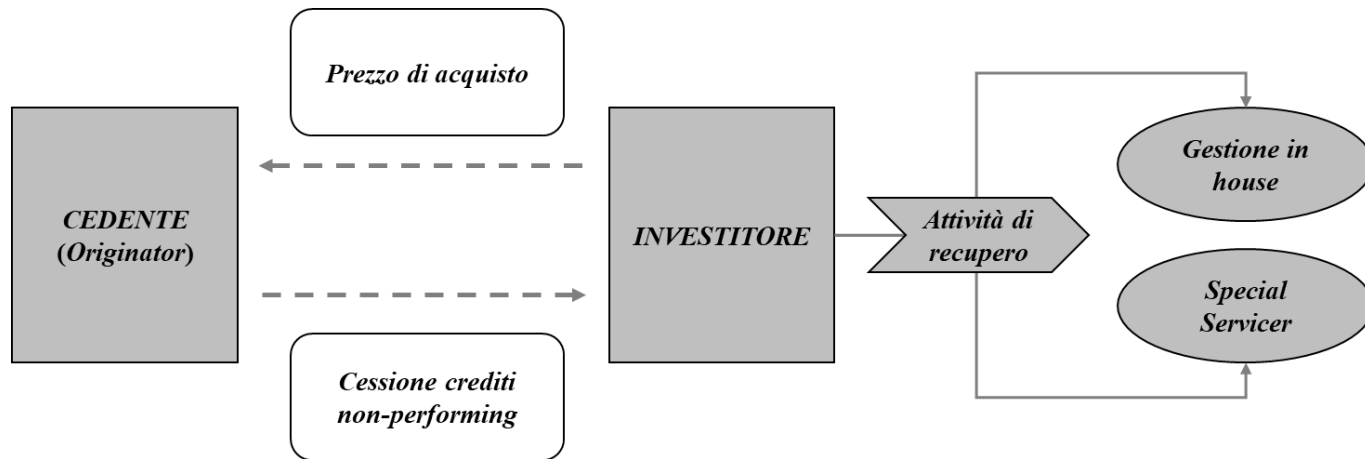 Prezzo di acquisto
CEDENTE
(Originator)
INVESTITORE
Attività di
recupero
Gestione in
house
Special
Servicer
Cessione crediti
non-performing